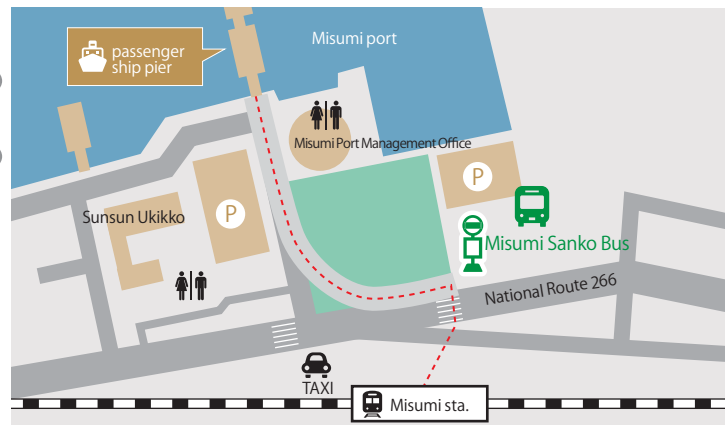 Misumi port
passenger
ship pier
Misumi Port Management Office
P
Sunsun Ukikko
P
Misumi Sanko Bus
National Route 266
TAXI
Misumi sta.